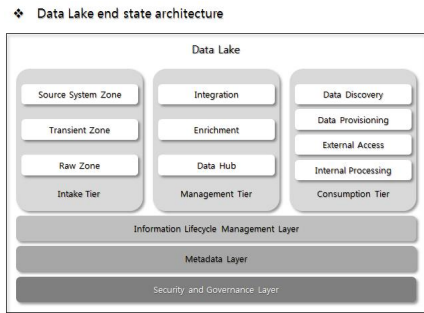 ❖ Data Lake end state architecture
Data Lake
Source System Zone
Transient Zone
Raw Zone
Intake Tier
Integration
Enrichment
Data Hub
Management Tier
Data Discovery
Data Provisioning
External Access
Internal Processing
Consumption Tier
Information Lifecycle Management Layer
Metadata Layer
Security and Governance Layer